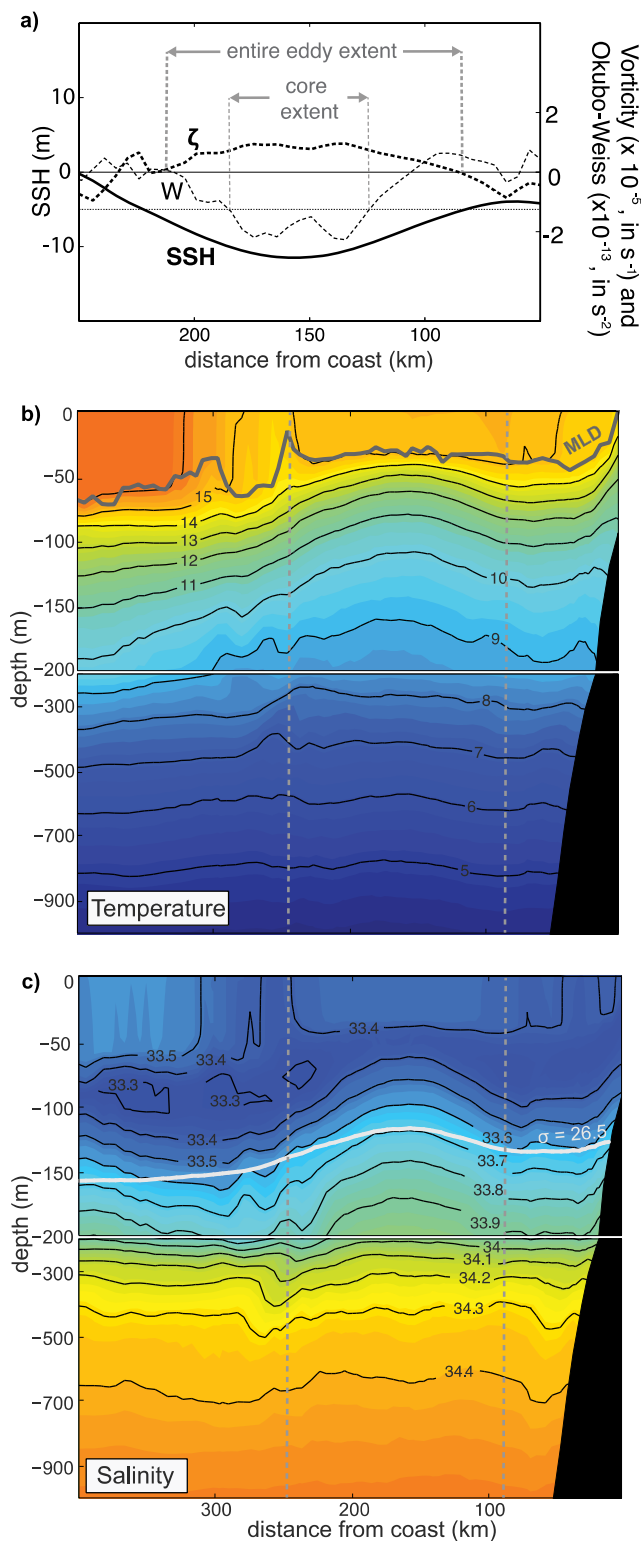 a)
entire eddy extent
core
extent
20
10
0
-10
SSH (m)
ζ
W
SSH
2
0
-2
Vorticity (x 10-5, in s-1) and
Okubo-Weiss (x10-13, in s-2)
200
150
100
distance from coast (km)
b)
0
−50
−100
−150
−200
−300
−500
−700
−900
depth (m)
MLD
15
14
13
12
11
10
9
8
7
6
5
Temperature
c)
0
−50
−100
−150
−200
−300
−500
−700
−900
depth (m)
33.4
33.5
33.4
33.3
33.3
33.4
33.5
σ = 26.5
33.7
33.8
33.9
34
34.1
34.2
34.3
34.4
Salinity
300
200
100
distance from coast (km)